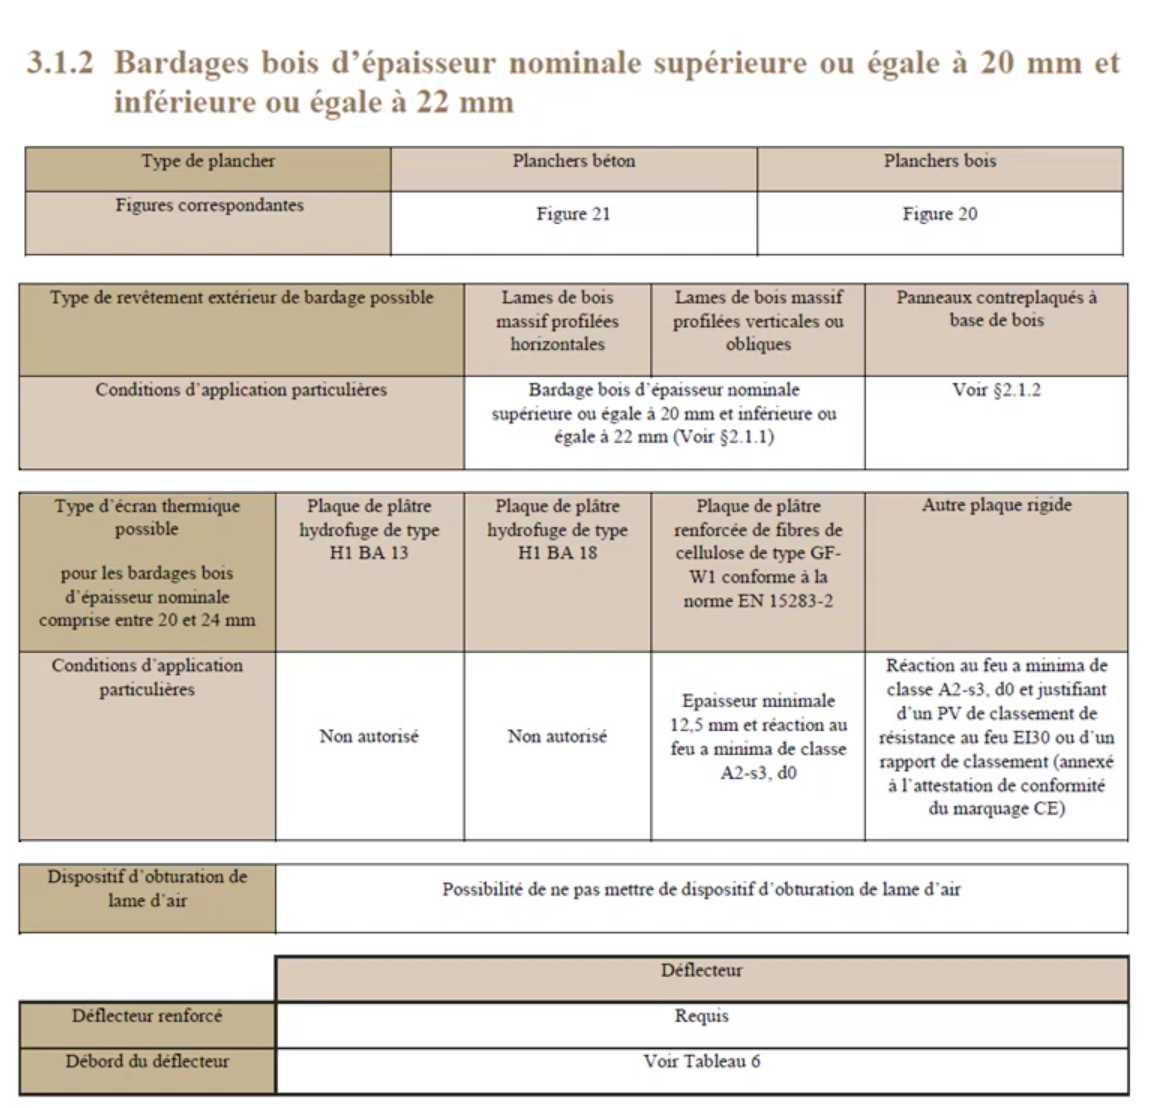 3.1.2 Bardages bois d’épaisseur nominale supérieure ou égale à 20 mm et
inférieure ou égale à 22 mm
Type de plancher
Planchers béton
Planchers bois
Figures correspondantes
Figure 21
Figure 20
Type de revêtement extérieur de bardage possible
Lames de bois
massif profilées
horizontales
Lames de bois massif
profilées verticales ou
obliques
Panneaux contreplaqués à
base de bois
Conditions d’application particulières
Bardage bois d’épaisseur nominale
supérieure ou égale à 20 mm et inférieure ou
égale à 22 mm (Voir §2.1.1)
Voir §2.1.2
Type d’écran thermique
possible
pour les bardages bois
d’épaisseur nominale
comprise entre 20 et 24 mm
Plaque de plâtre
hydrofuge de type
H1 BA 13
Plaque de plâtre
hydrofuge de type
H1 BA 18
Plaque de plâtre
renforcée de fibres de
cellulose de type GF-
W1 conforme à la
norme EN 15283-2
Autre plaque rigide
Conditions d’application
particulières
Non autorisé
Non autorisé
Epaisseur minimale
12,5 mm et réaction au
feu a minima de classe
A2-s3, d0
Réaction au feu a minima de
classe A2-s3, d0 et justifiant
d’un PV de classement de
résistance au feu EI30 ou d’un
rapport de classement (annexé
à l’attestation de conformité
du marquage CE)
Dispositif d’obturation de
lame d’air
Possibilité de ne pas mettre de dispositif d’obturation de lame d’air
Déflecteur
Déflecteur renforcé
Requis
Débord du déflecteur
Voir Tableau 6